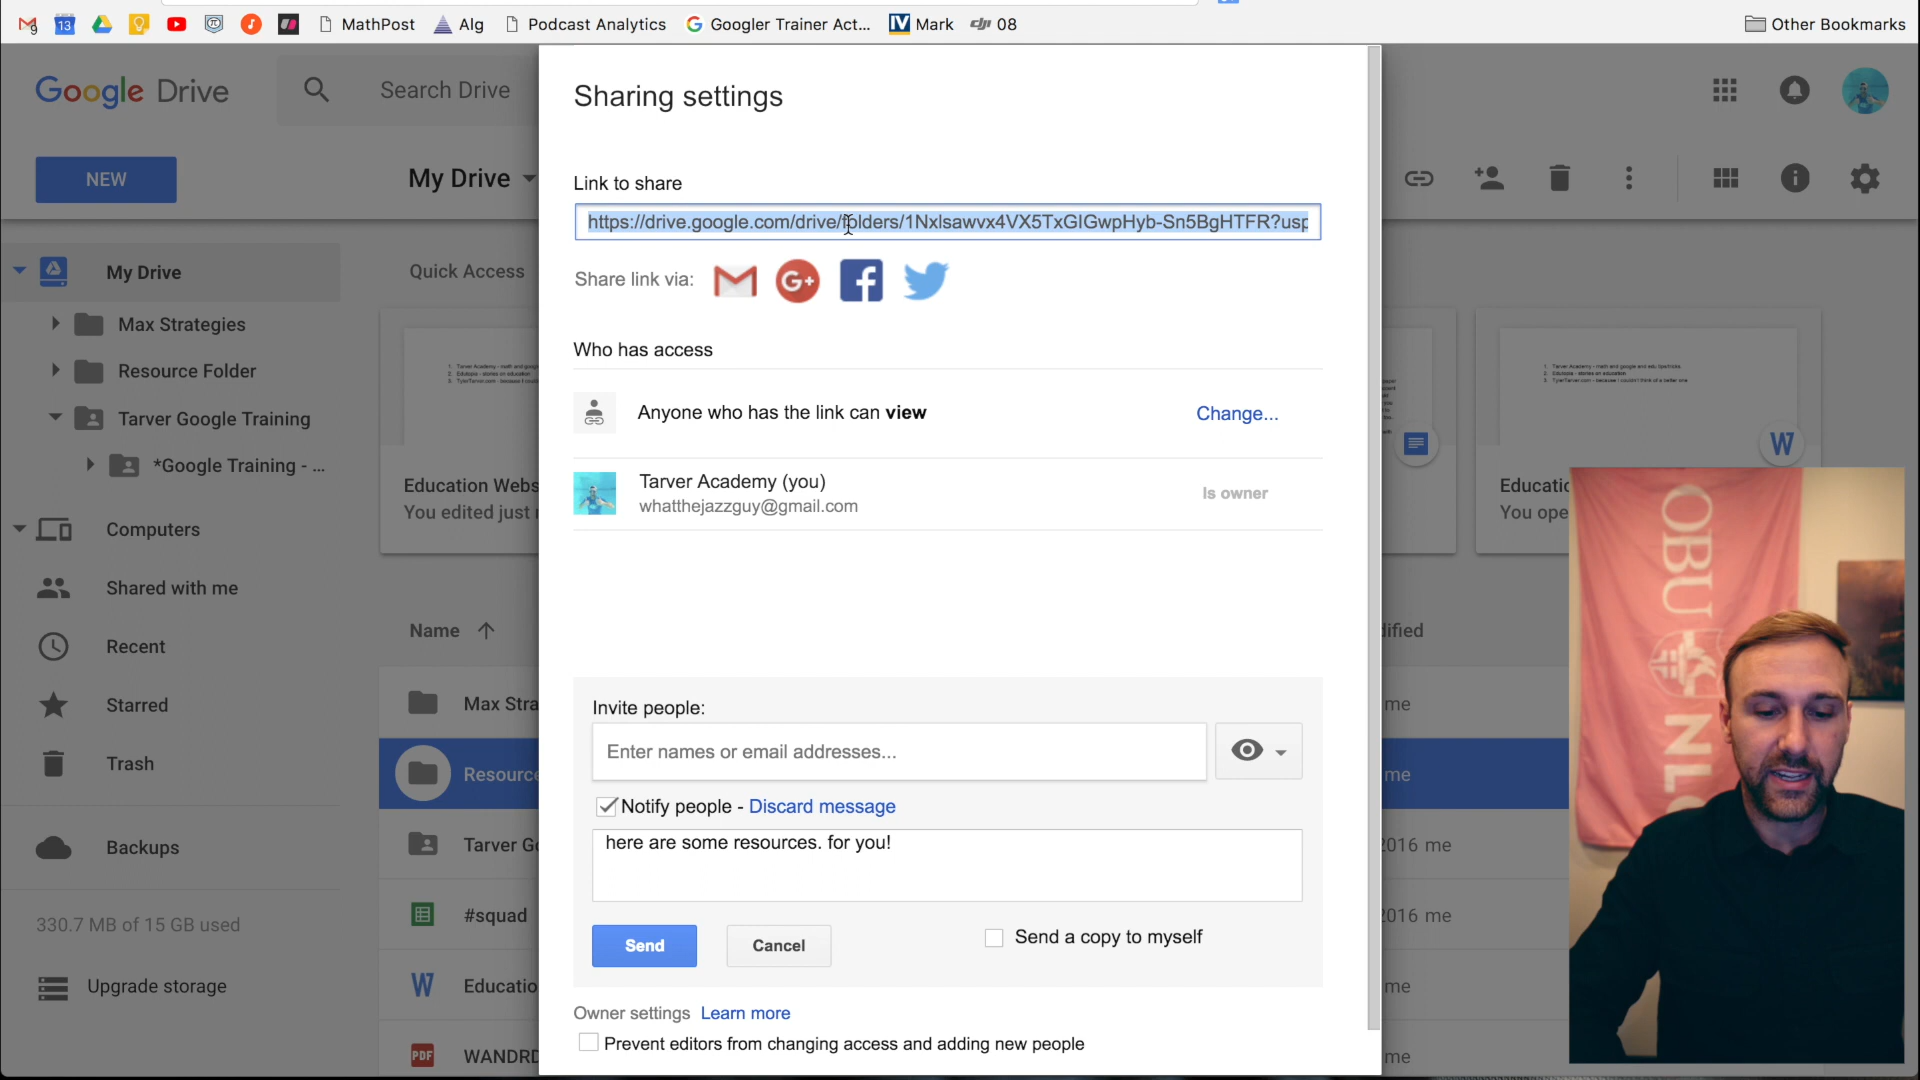 MathPost
Alg
Podcast Analytics
Googler Trainer Act...
Mark
08
Other Bookmarks
Google Drive
Search Drive
NEW
My Drive
My Drive
Max Strategies
Resource Folder
Tarver Google Training
*Google Training - ...
Computers
Shared with me
Recent
Starred
Trash
Backups
330.7 MB of 15 GB used
Upgrade storage
Quick Access
Education Webs
You edited just
Name
Max Stra
Resource
Tarver G
#squad
Educatio
PDF WANDRD
Sharing settings
Link to share
https://drive.google.com/drive/folders/1Nxlsawvx4VX5TxGIGwpHyb-Sn5BgHTFR?usp
Share link via:
Who has access
Anyone who has the link can view
Change...
Tarver Academy (you)
whatthejazzguy@gmail.com
Is owner
Invite people:
Enter names or email addresses...
Notify people - Discard message
here are some resources. for you!
Send
Cancel
Send a copy to myself
Owner settings Learn more
Prevent editors from changing access and adding new people
Educatio
You ope
dified
me
me
2016 me
2016 me
me
me
OBU